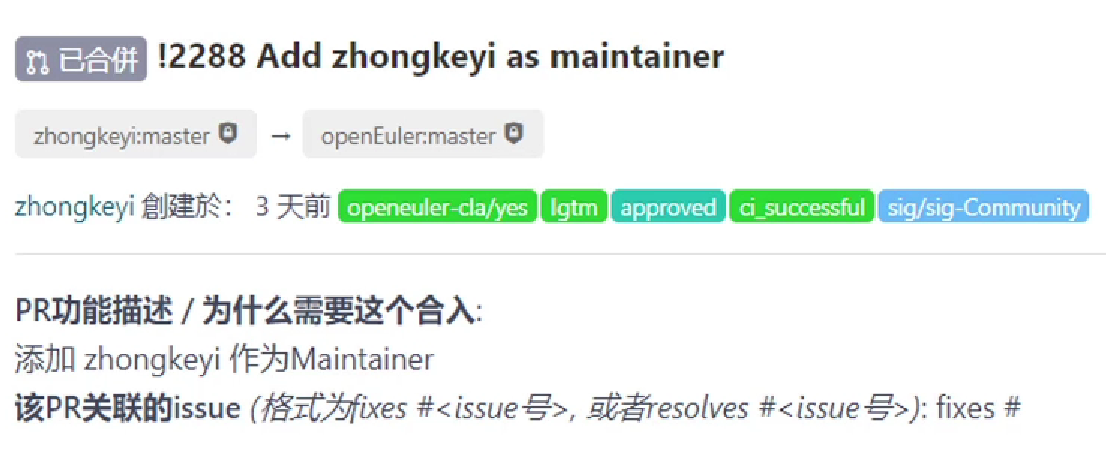 已合併 !2288 Add zhongkeyi as maintainer
zhongkeyi:master → openEuler:master
zhongkeyi 創建於： 3 天前 openeuler-cla/yes lgtm approved ci_successful sig/sig-Community
PR功能描述 / 为什么需要这个合入:
添加 zhongkeyi 作为Maintainer
该PR关联的issue (格式为fixes #<issue号>, 或者resolves #<issue号>): fixes #